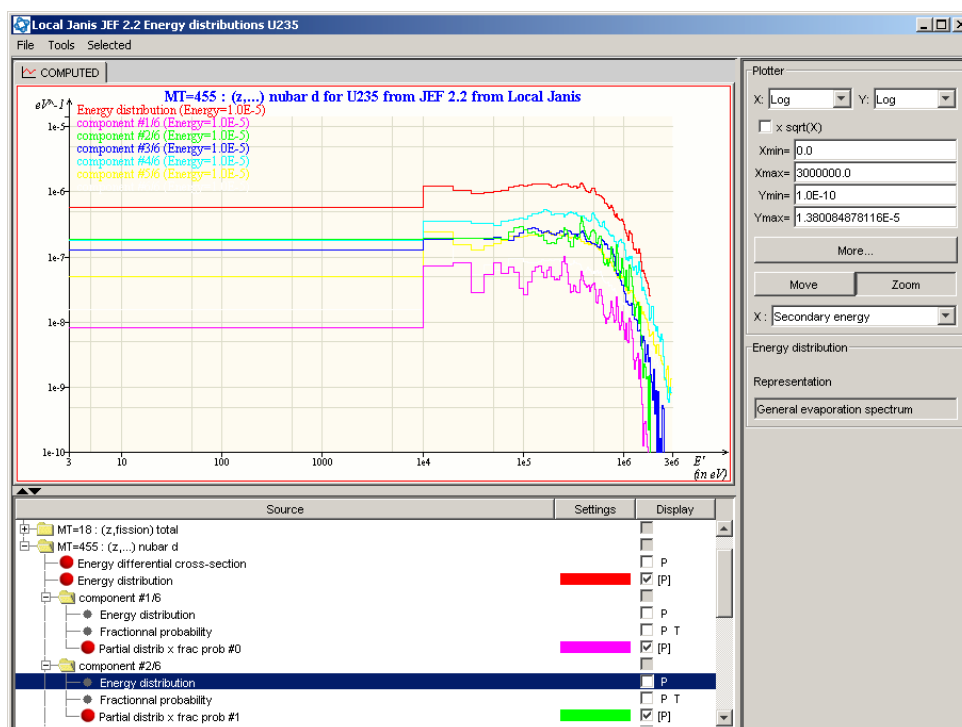 Local Janis JEF 2.2 Energy distributions U235
File Tools Selected
COMPUTED
MT=455 : (z,...) nubar d for U235 from JEF 2.2 from Local Janis
eV^-1
Energy distribution (Energy=1.0E-5)
component #1/6 (Energy=1.0E-5)
component #2/6 (Energy=1.0E-5)
component #3/6 (Energy=1.0E-5)
component #4/6 (Energy=1.0E-5)
1e-5
1e-6
1e-7
1e-8
1e-9
1e-10
3 10 100 1000 1e4 1e5 1e6 3e6
E'
(in eV)
Plotter
X: Log Y: Log
x sqrt(X)
Xmin= 0.0
Xmax= 3000000.0
Ymin= 1.0E-10
Ymax= 1.380084878116E-5
More...
Move Zoom
X : Secondary energy
Energy distribution
Representation
General evaporation spectrum
Source Settings Display
MT=18 : (z,fission) total
MT=455 : (z,...) nubar d
Energy differential cross-section P
Energy distribution [P]
component #1/6
Energy distribution P
Fractionnal probability P T
Partial distrib x frac prob #0 [P]
component #2/6
Energy distribution P
Fractionnal probability P T
Partial distrib x frac prob #1 [P]